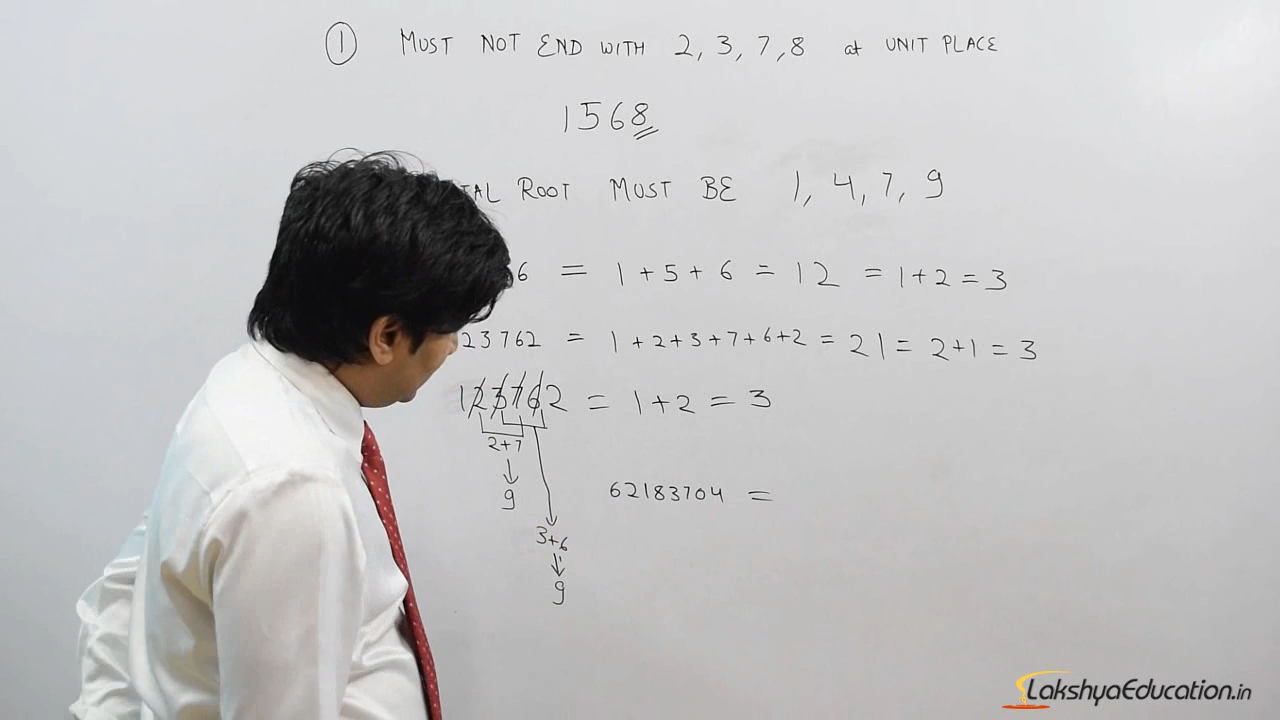 ① MUST NOT END WITH 2, 3, 7, 8 at UNIT PLACE
1568
TAL ROOT MUST BE 1, 4, 7, 9
6 = 1 + 5 + 6 = 12 = 1 + 2 = 3
23762 = 1 + 2 + 3 + 7 + 6 + 2 = 21 = 2 + 1 = 3
123762 = 1 + 2 = 3
2+7
9
62183704 =
3+6
9
LakshyaEducation.in